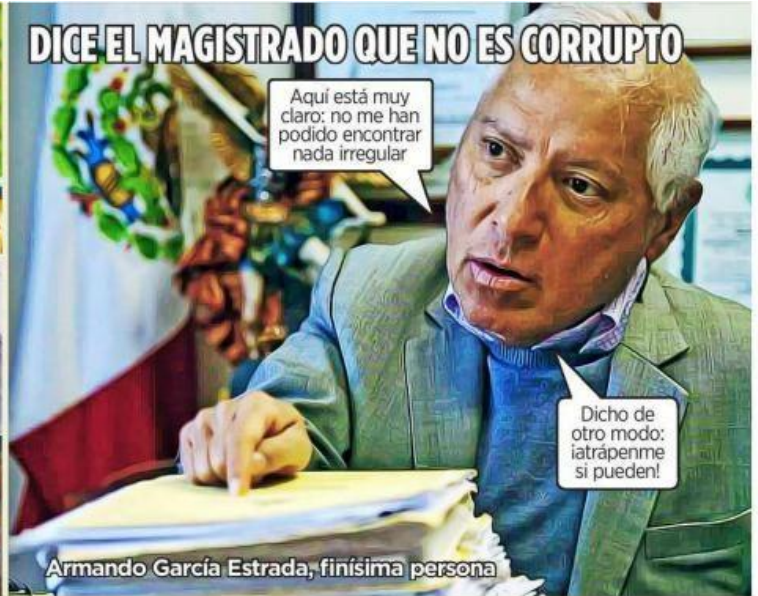 DICE EL MAGISTRADO QUE NO ES CORRUPTO
Aquí está muy
claro: no me han
podido encontrar
nada irregular
Dicho de
otro modo:
¡atrápenme
si pueden!
Armando García Estrada, finísima persona